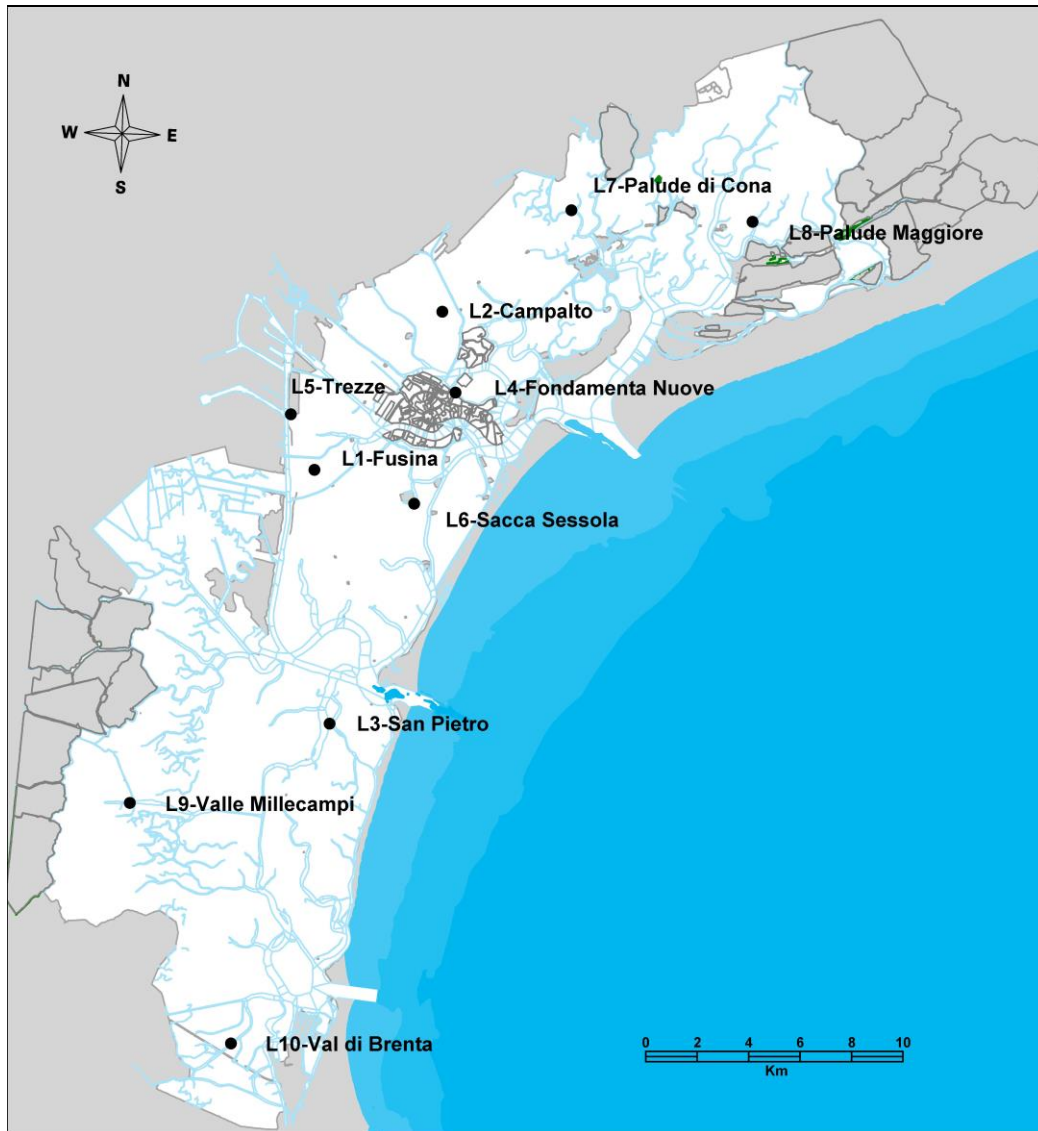 N
W E
S
L7-Palude di Cona
L8-Palude Maggiore
L2-Campalto
L5-Trezze
L4-Fondamenta Nuove
L1-Fusina
L6-Sacca Sessola
L3-San Pietro
L9-Valle Millecampi
L10-Val di Brenta
0 2 4 6 8 10
Km